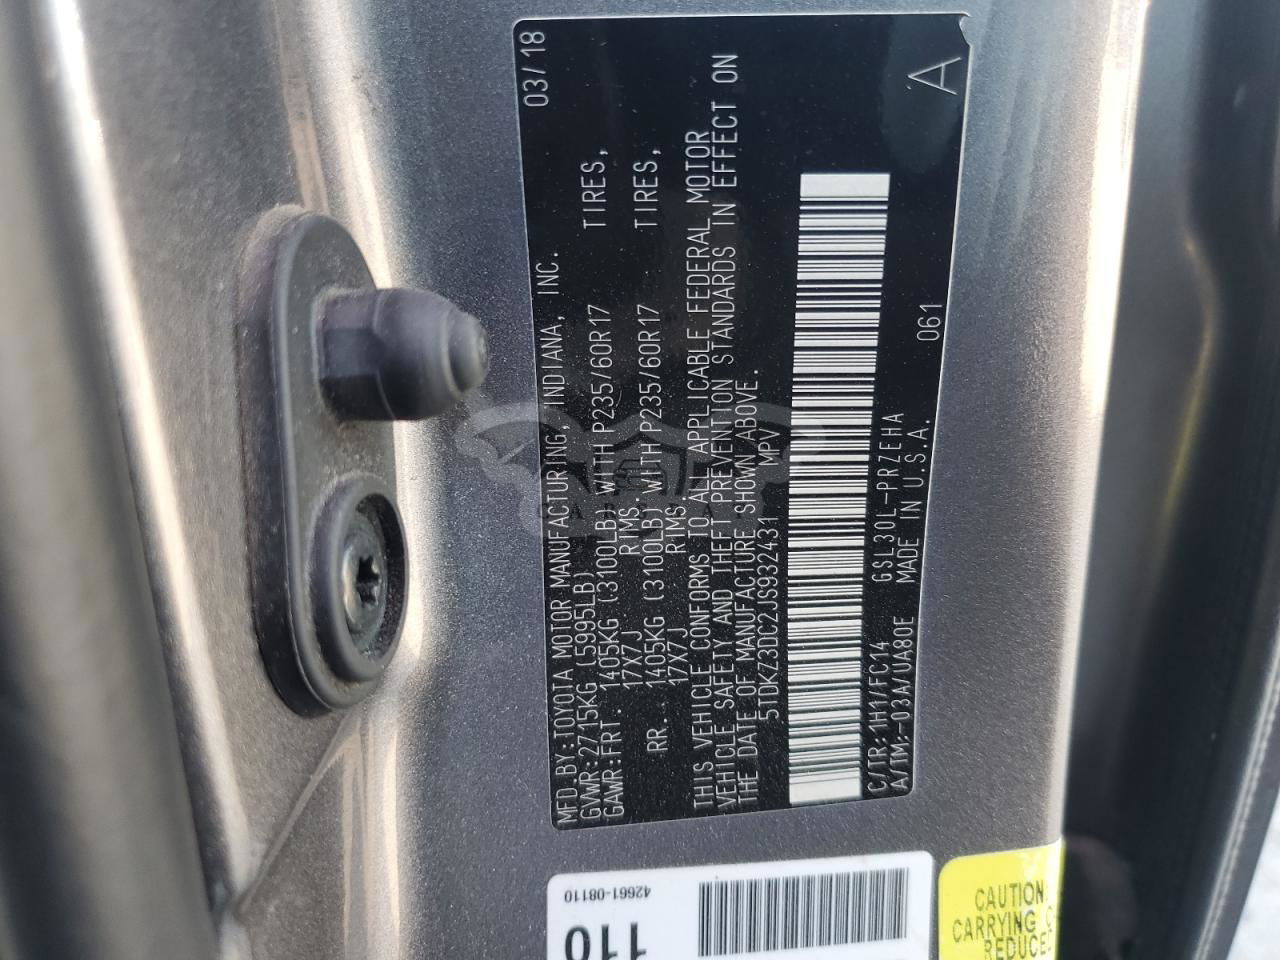 MFD.BY:TOYOTA MOTOR MANUFACTURING, INDIANA, INC. 03/18
GVWR:2715KG (5995LB)
GAWR:FRT. 1405KG (3100LB) WITH P235/60R17 TIRES,
17X7J RIMS.
RR... 1405KG (3100LB) WITH P235/60R17 TIRES,
17X7J RIMS.
THIS VEHICLE CONFORMS TO ALL APPLICABLE FEDERAL MOTOR
VEHICLE SAFETY AND THEFT PREVENTION STANDARDS IN EFFECT ON
THE DATE OF MANUFACTURE SHOWN ABOVE.
5TDKZ3DC2JS932431 MPV
C/TR:1H1/FC14 GSL30L-PRZEHA
A/TM:-03A/UA80E MADE IN U.S.A. 061 A
42661-08110
110
CAUTION:
CARRYING
REDUCE